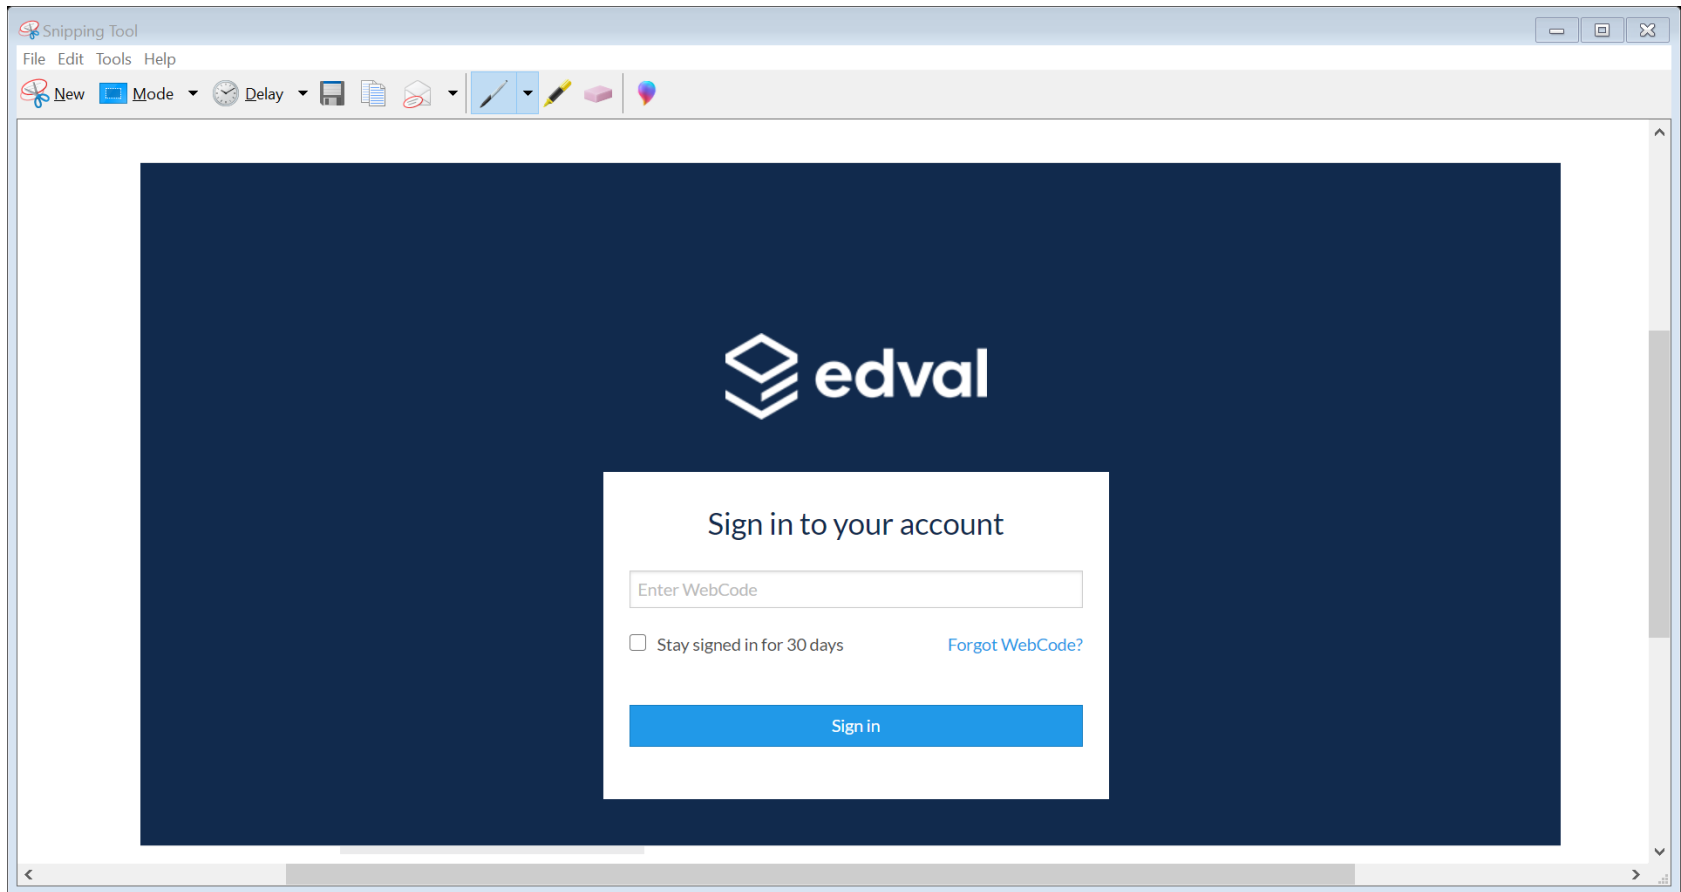 Snipping Tool
File Edit Tools Help
New Mode Delay
edval
Sign in to your account
Enter WebCode
Stay signed in for 30 days Forgot WebCode?
Sign in